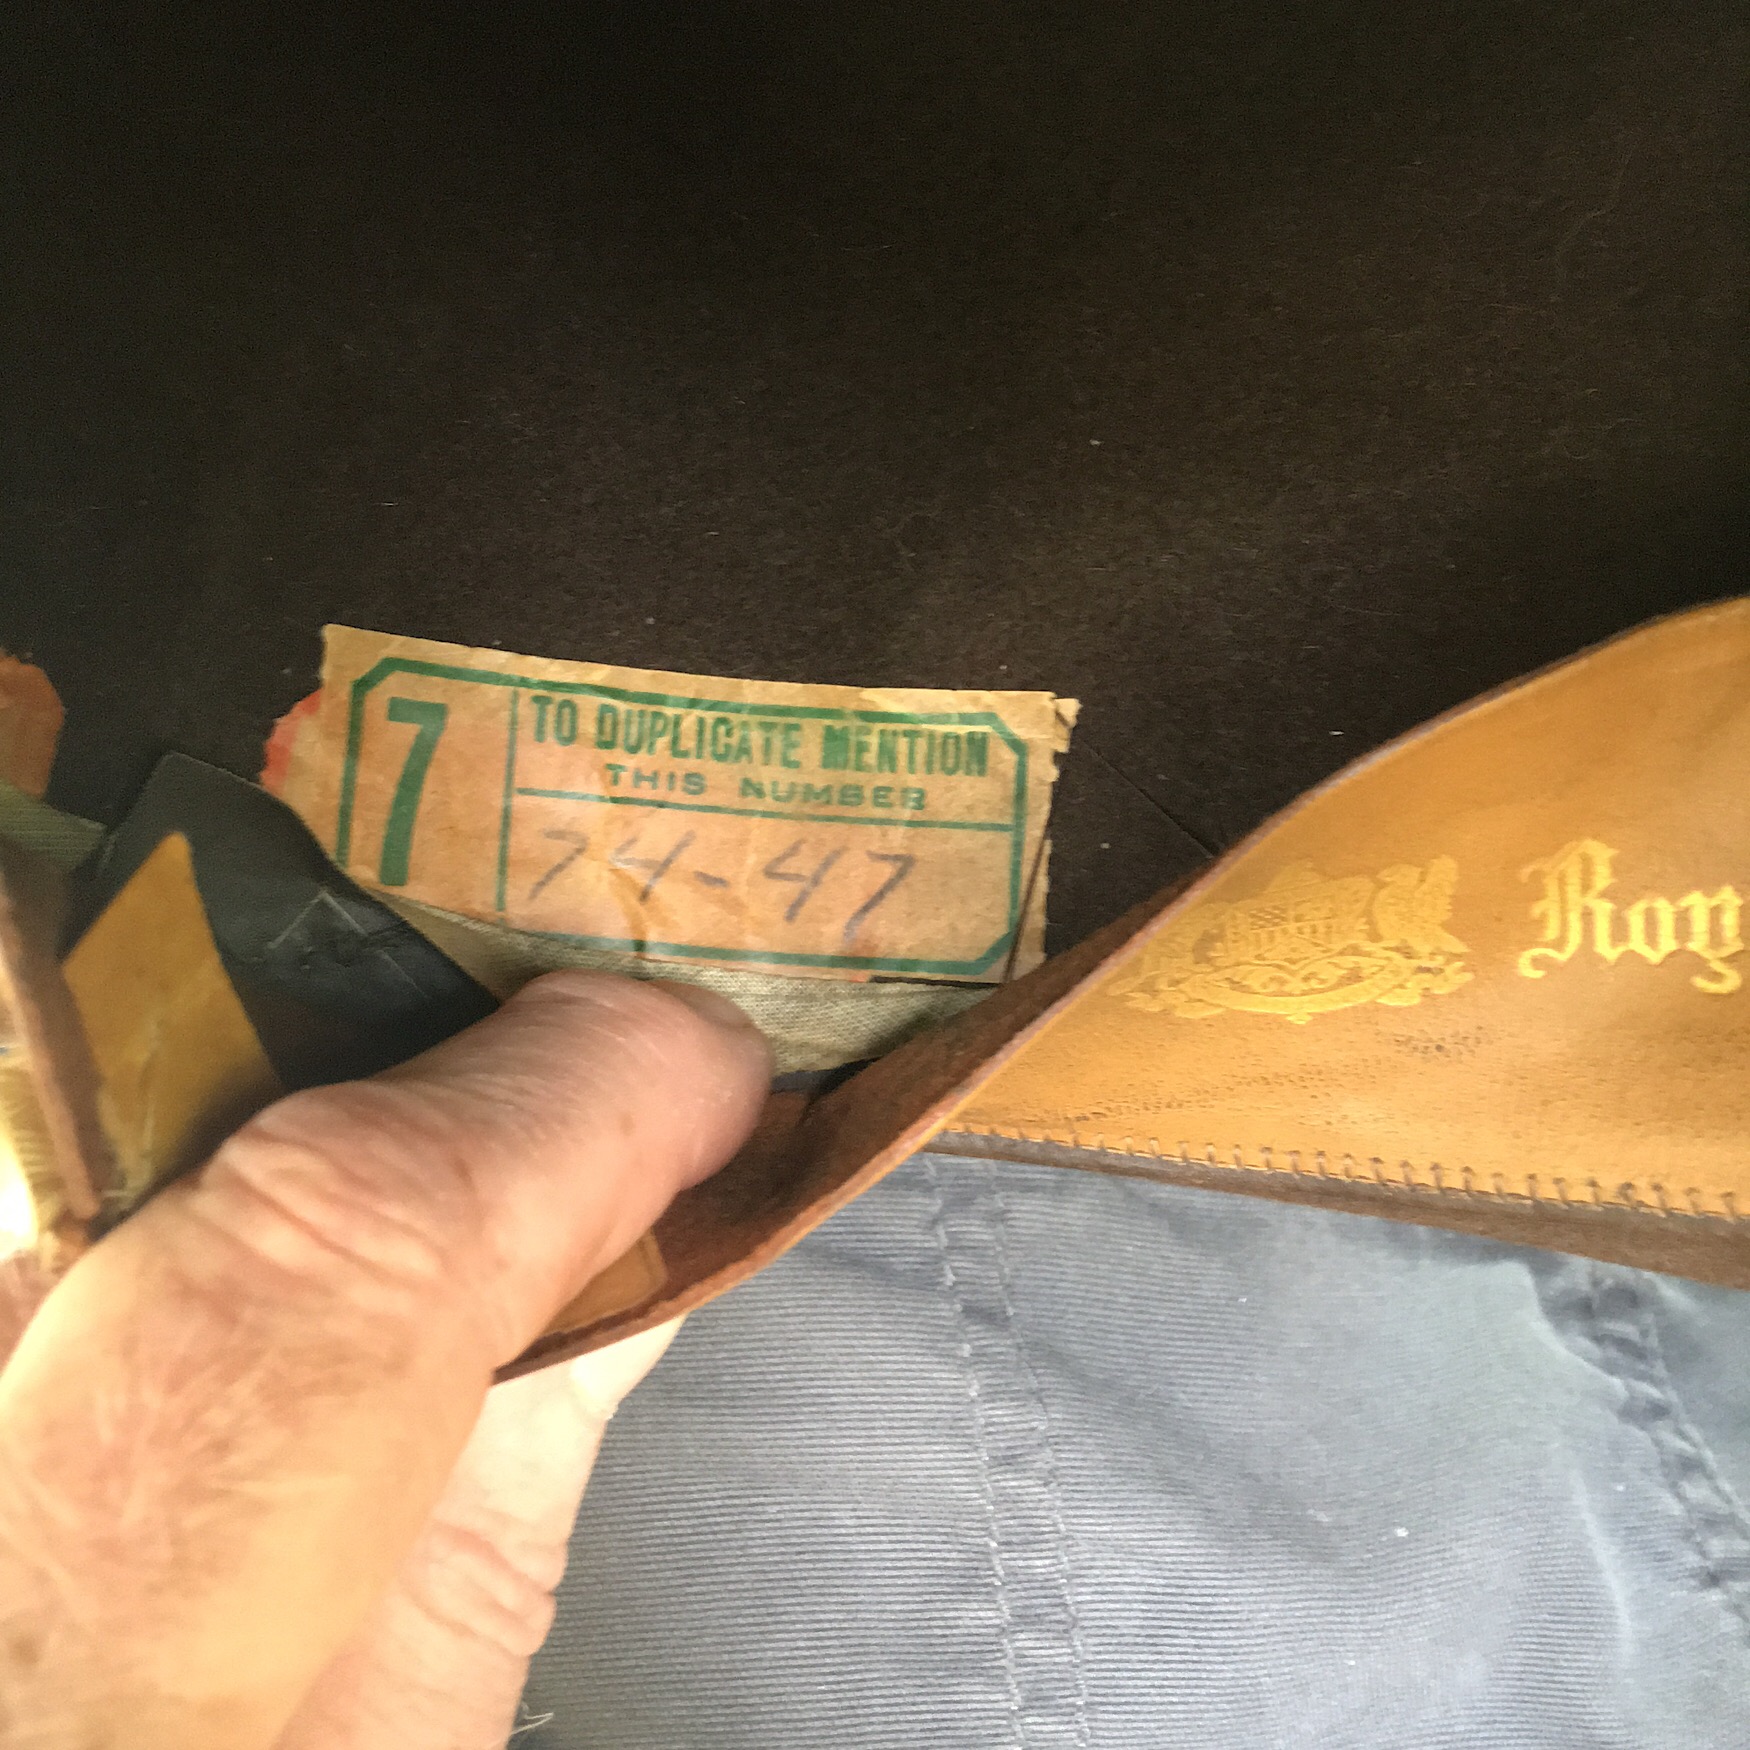 7
TO DUPLICATE MENTION
THIS NUMBER
74-47
Roy